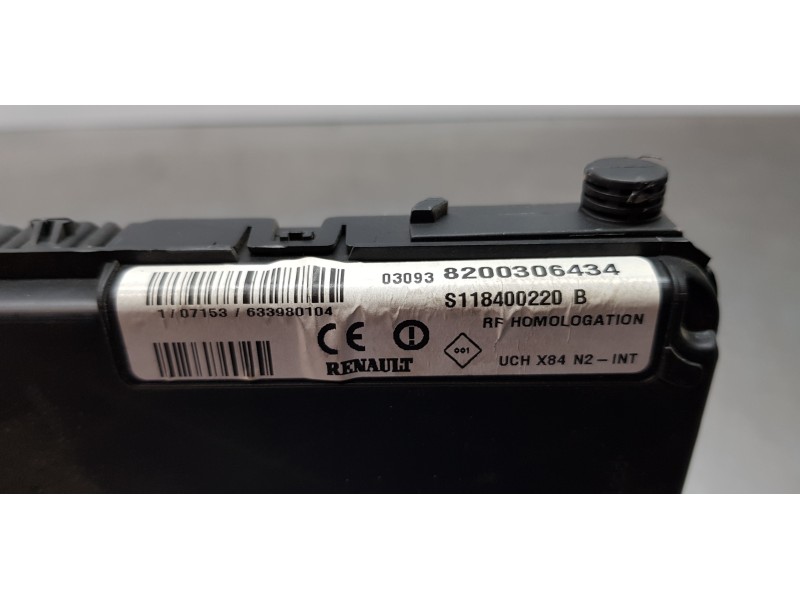 03093 8200306434
S118400220 B
1/07153/633980104
RF HOMOLOGATION
CE
001
RENAULT
UCH X84 N2-INT